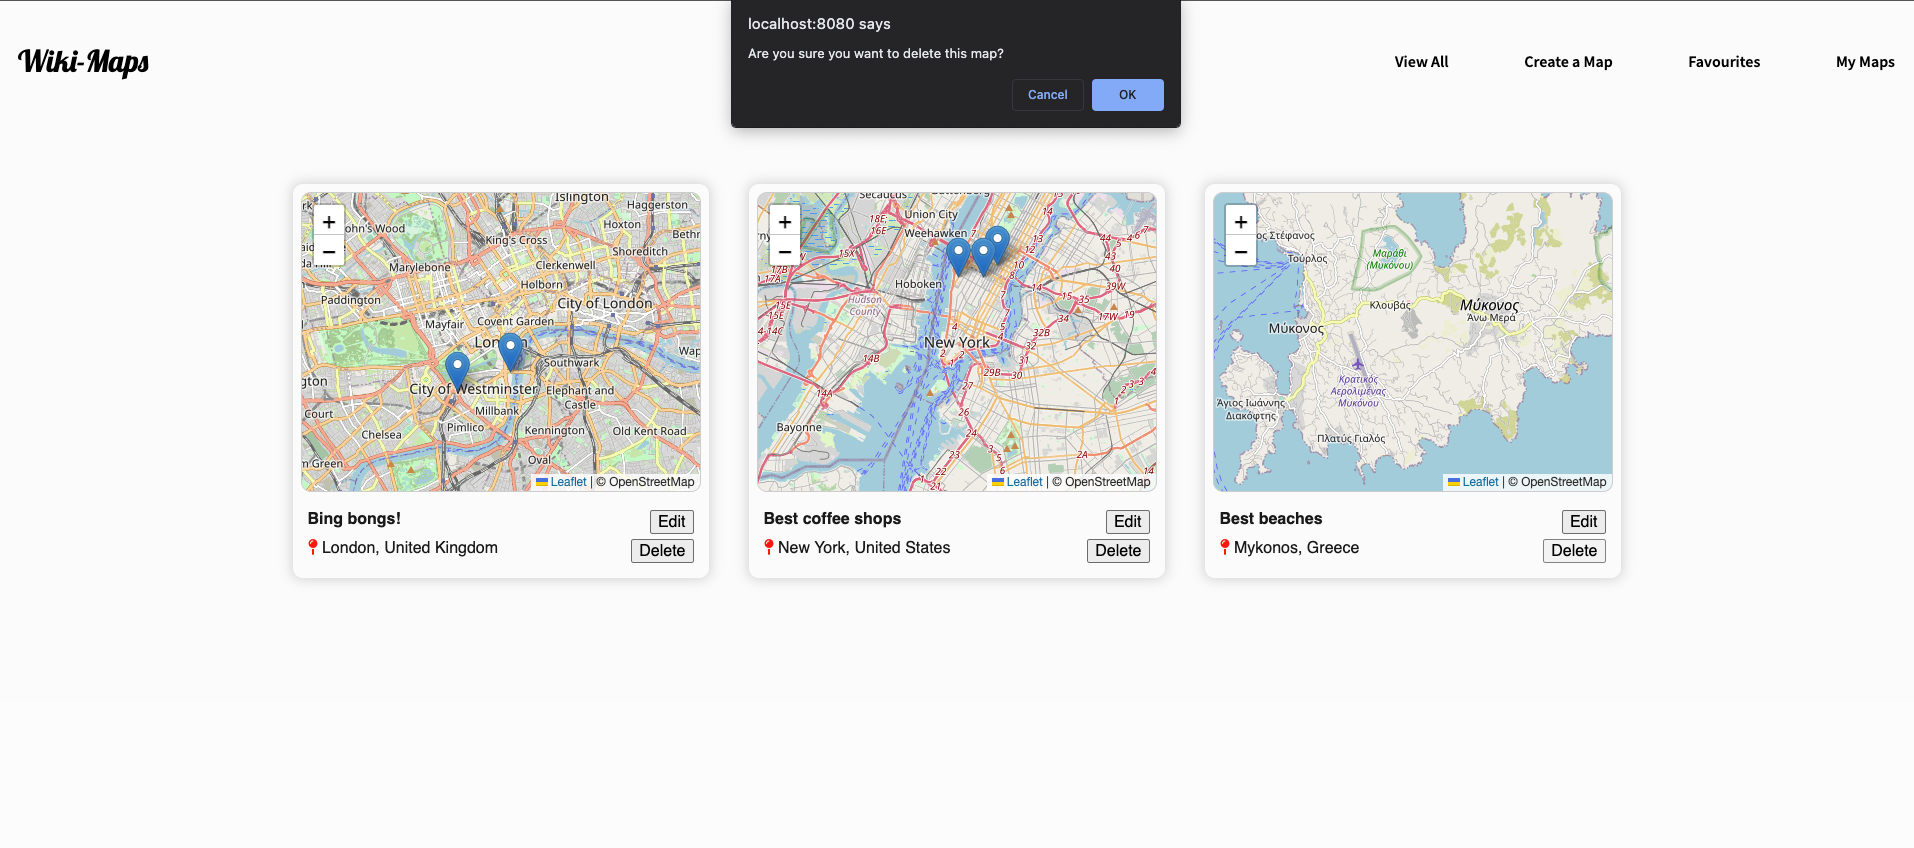 localhost:8080 says
Are you sure you want to delete this map?
Cancel
OK
Wiki-Maps
View All
Create a Map
Favourites
My Maps
+
−
Islington
Haggerston
Hoxton
King's Cross
Shoreditch
Marylebone
Clerkenwell
Holborn
Paddington
City of London
Mayfair
Covent Garden
Southwark
City of Westminster
Elephant and
Castle
Millbank
Court
Pimlico
Kennington
Old Kent Road
Chelsea
Oval
Leaflet | © OpenStreetMap
Bing bongs!
Edit
London, United Kingdom
Delete
+
−
Secaucus
Union City
Weehawken
Hoboken
Hudson
County
New York
Bayonne
Leaflet | © OpenStreetMap
Best coffee shops
Edit
New York, United States
Delete
+
−
Τούρλος
Μαράθι
(Μυκόνου)
Κλουβάς
Μύκονος
Άνω Μερά
Μύκονος
Κρατικός
Αερολιμένας
Μυκόνου
Άγιος Ιωάννης
Διακόφτης
Πλατύς Γιαλός
Leaflet | © OpenStreetMap
Best beaches
Edit
Mykonos, Greece
Delete